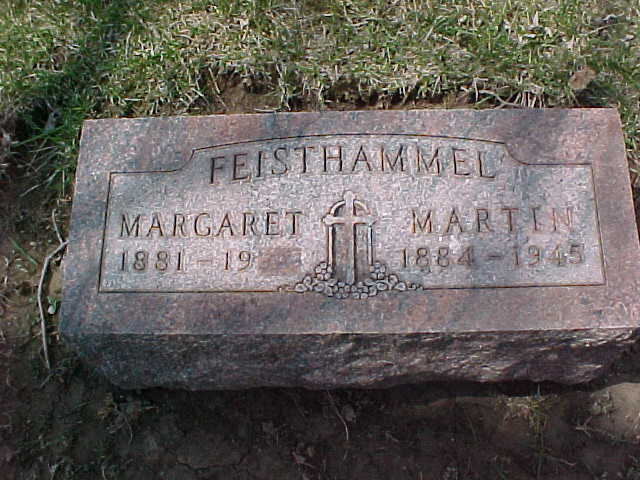 FEISTHAMMEL
MARGARET
1881 - 19
MARTIN
1884 - 1945